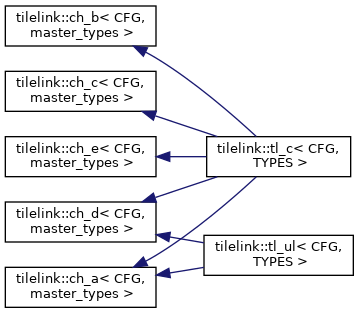 tilelink::ch_b< CFG,
master_types >
tilelink::ch_c< CFG,
master_types >
tilelink::ch_e< CFG,
master_types >
tilelink::tl_c< CFG,
TYPES >
tilelink::ch_d< CFG,
master_types >
tilelink::tl_ul< CFG,
TYPES >
tilelink::ch_a< CFG,
master_types >